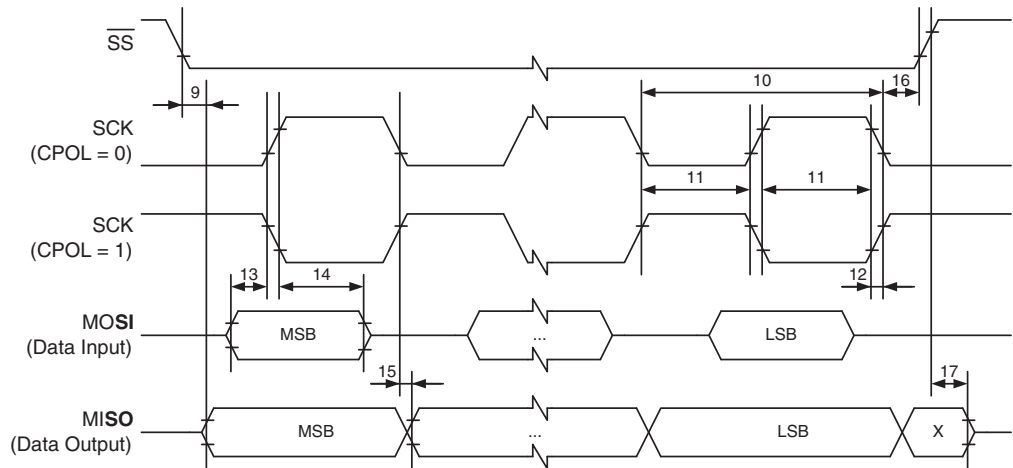 SS
9
10
16
SCK
(CPOL = 0)
11
11
SCK
(CPOL = 1)
13
14
12
MOSI
(Data Input)
MSB
...
LSB
15
17
MISO
(Data Output)
MSB
...
LSB
X